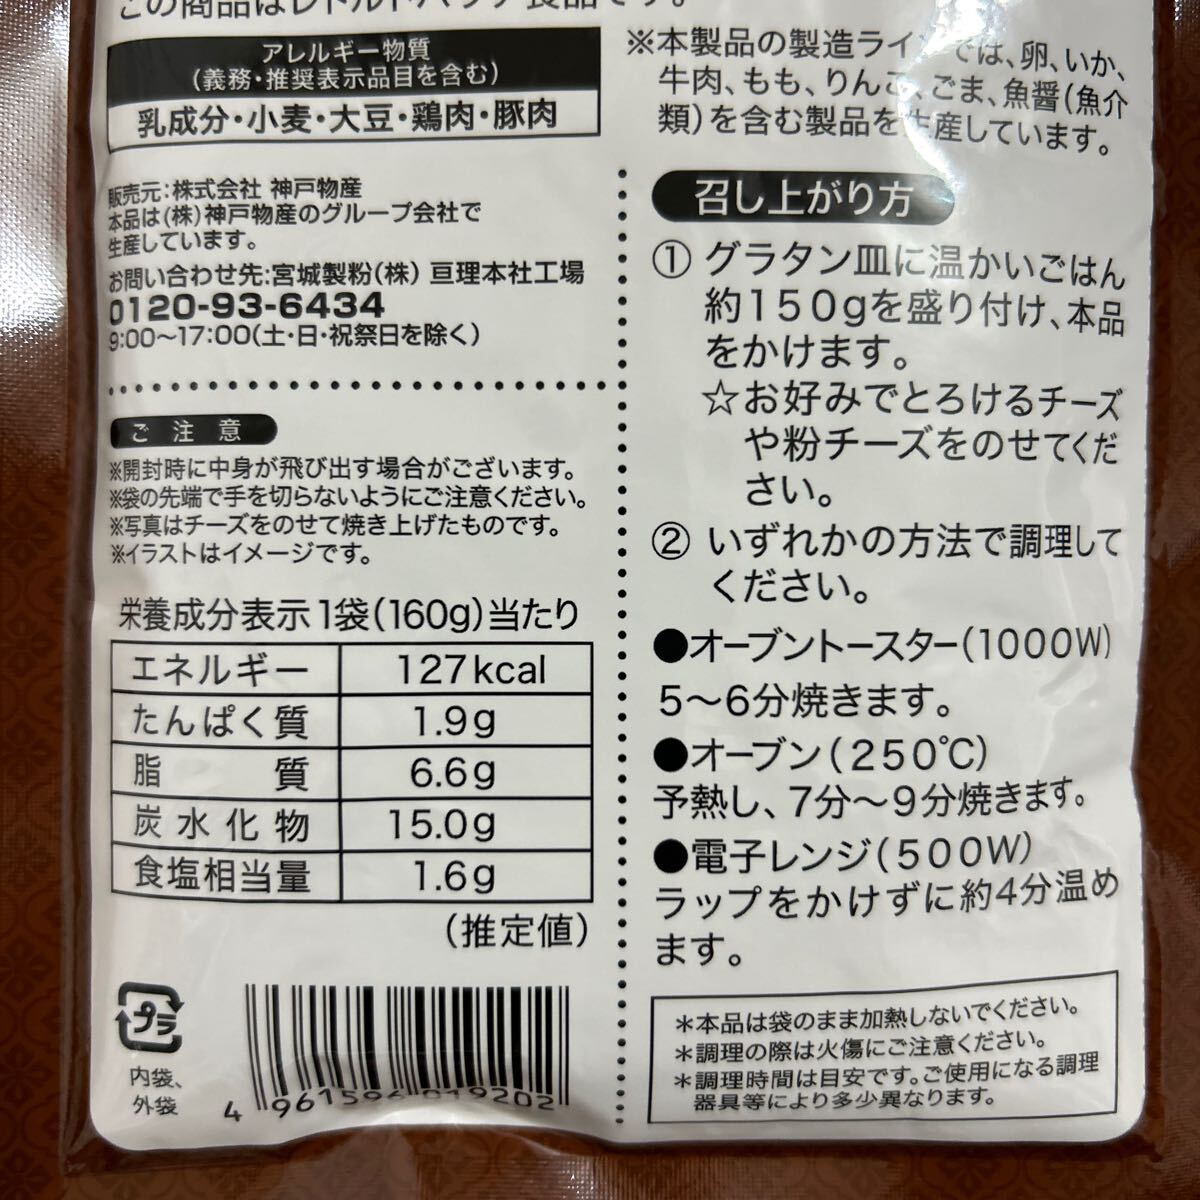 この商品はレトルトパック食品です。
アレルギー物質
(義務・推奨表示品目を含む)
乳成分・小麦・大豆・鶏肉・豚肉
※本製品の製造ラインでは、卵、いか、
牛肉、もも、りんご、ごま、魚醤(魚介
類)を含む製品を生産しています。
販売元:株式会社 神戸物産
本品は(株)神戸物産のグループ会社で
生産しています。
お問い合わせ先:宮城製粉(株) 亘理本社工場
0120-93-6434
9:00～17:00(土・日・祝祭日を除く)
ご注意
※開封時に中身が飛び出す場合がございます。
※袋の先端で手を切らないようにご注意ください。
※写真はチーズをのせて焼き上げたものです。
※イラストはイメージです。
栄養成分表示 1袋(160g)当たり
エネルギー 127kcal
たんぱく質 1.9g
脂質 6.6g
炭水化物 15.0g
食塩相当量 1.6g
(推定値)
プラ
内袋、
外袋
4 961596 019202
召し上がり方
① グラタン皿に温かいごはん
約150gを盛り付け、本品
をかけます。
☆お好みでとろけるチーズ
や粉チーズをのせてくだ
さい。
② いずれかの方法で調理して
ください。
●オーブントースター(1000W)
5～6分焼きます。
●オーブン(250℃)
予熱し、7分～9分焼きます。
●電子レンジ(500W)
ラップをかけずに約4分温め
ます。
＊本品は袋のまま加熱しないでください。
＊調理の際は火傷にご注意ください。
＊調理時間は目安です。ご使用になる調理
器具等により多少異なります。